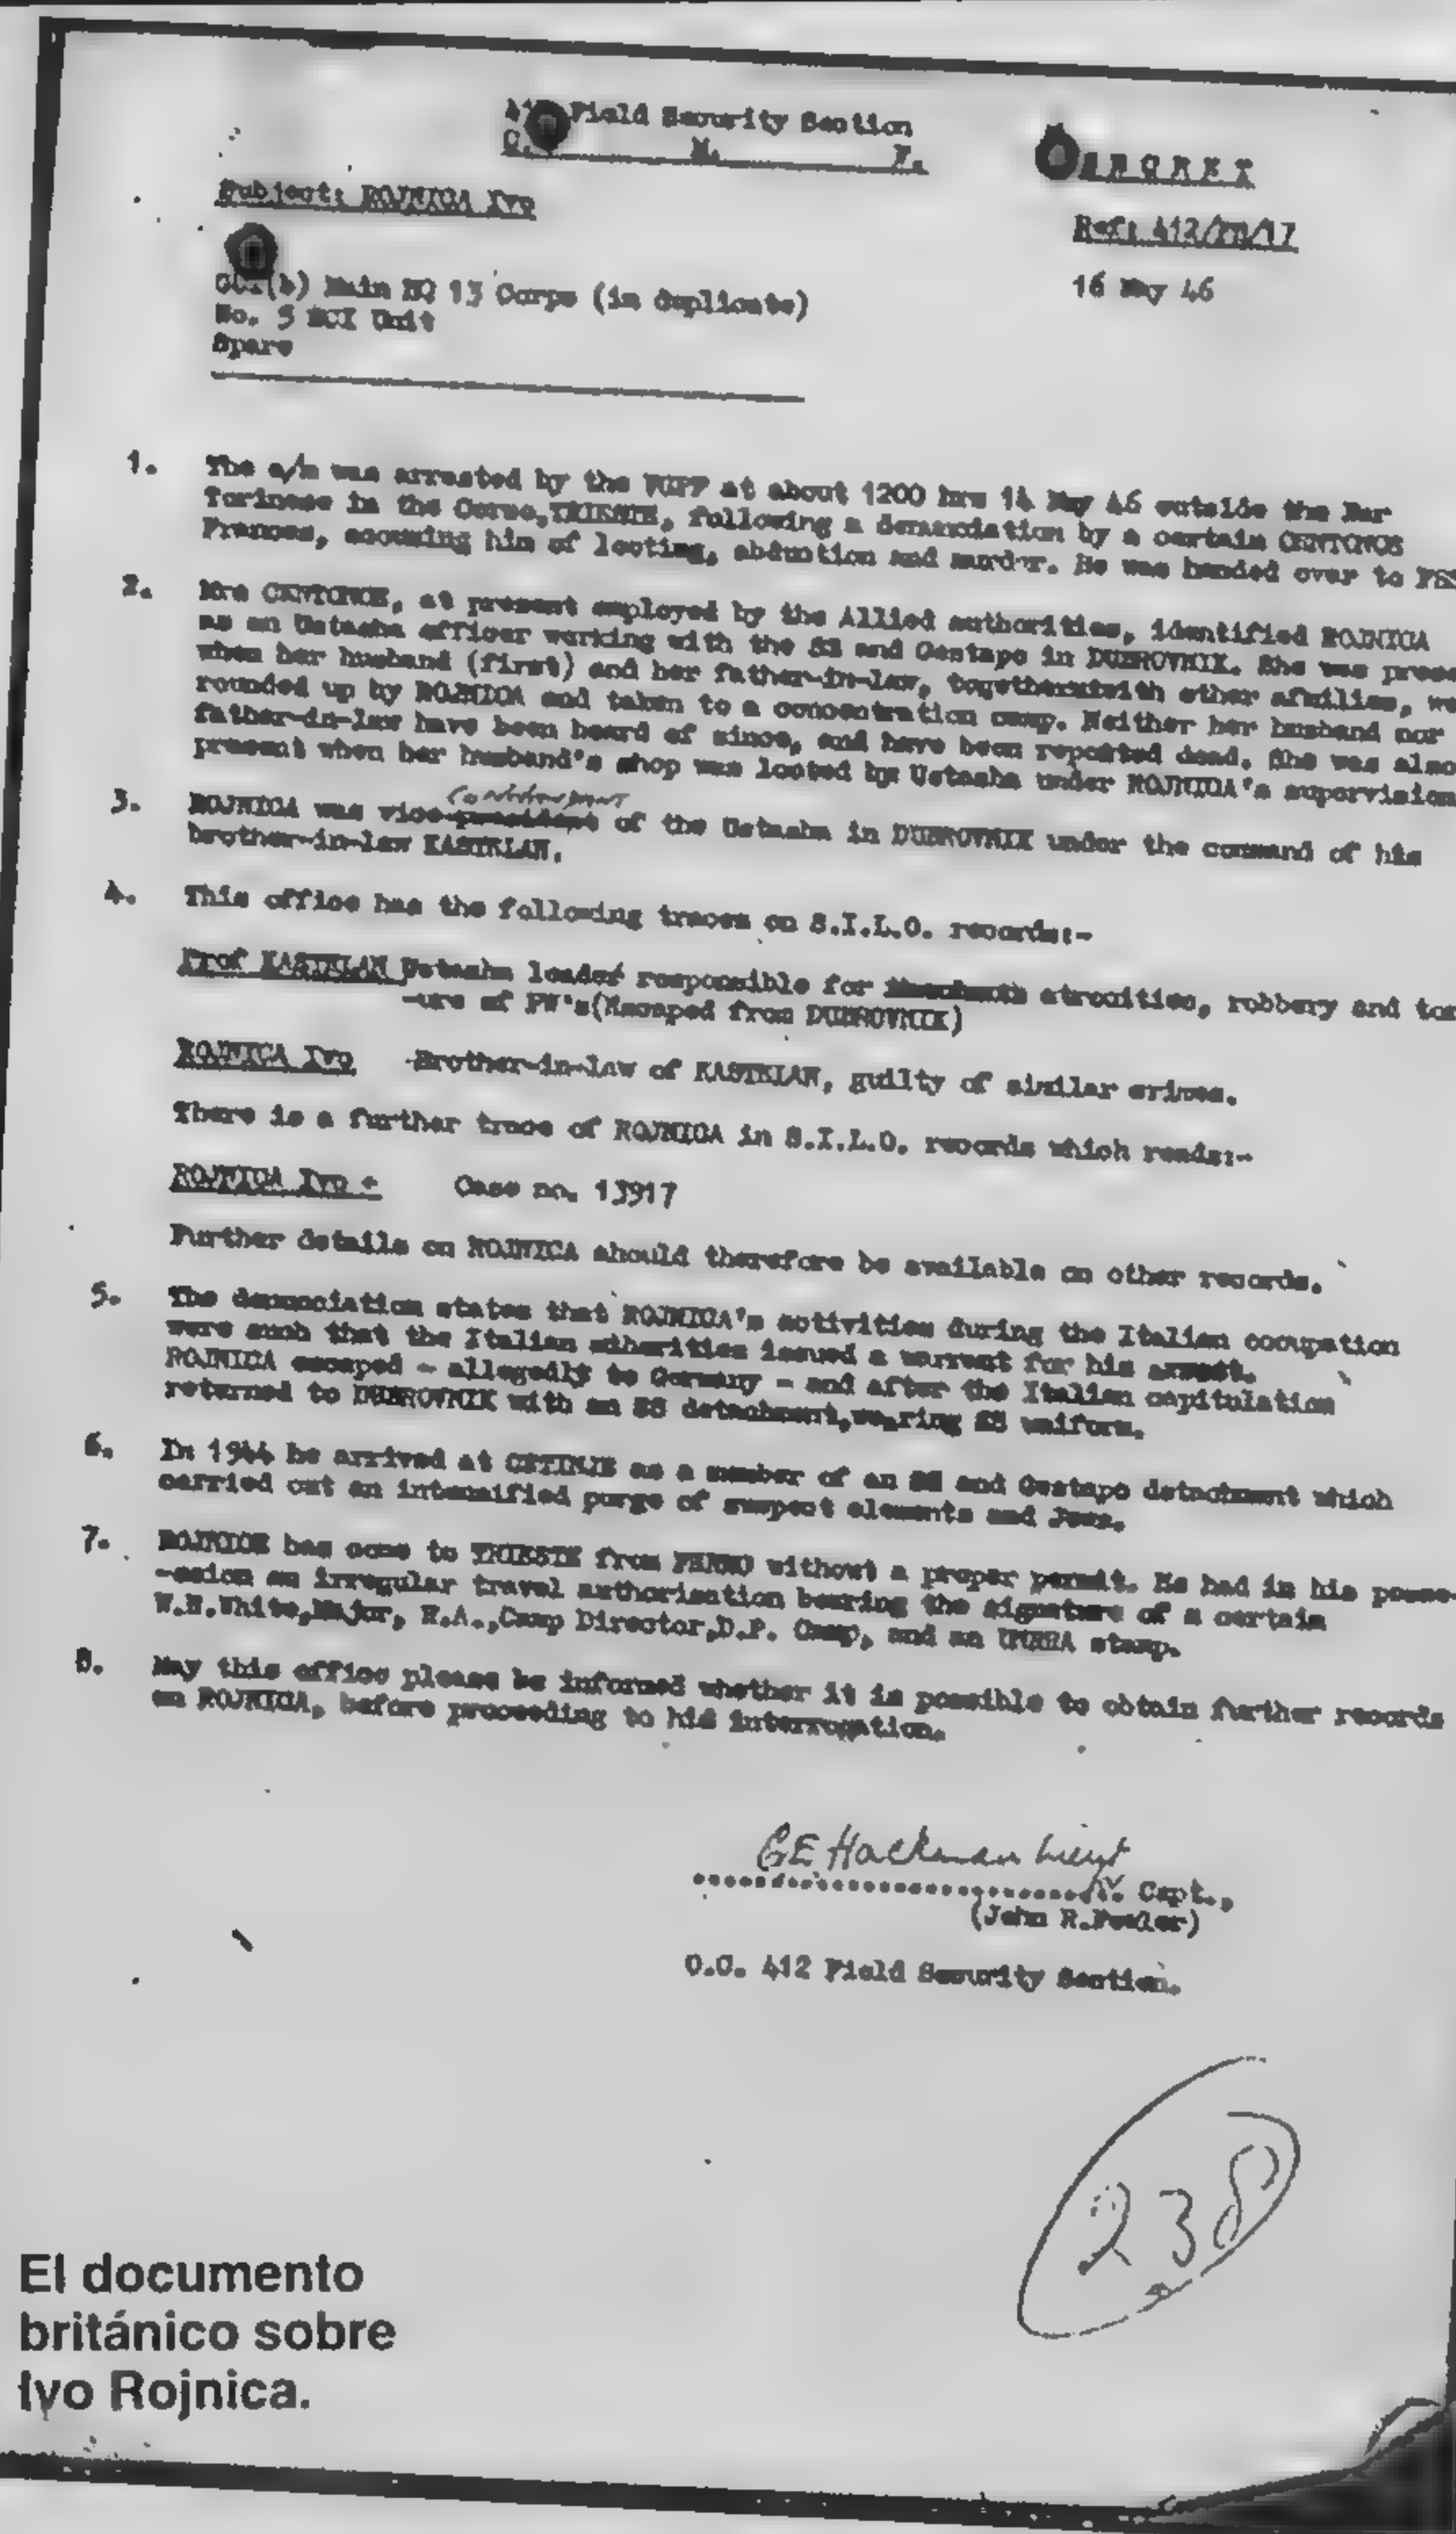 Field Security Section
C. M. F.
SECRET
Subject: ROJNICA Ivo
Ref: 412/ /17
16 May 46
(b) Main HQ 13 Corps (in duplicate)
No. 5 Unit
Spare
1. The a/m was arrested by the at about 1200 hrs 14 May 46 outside the Bar
Torinese in the Corso, TRIESTE, following a denunciation by a certain
Frances, accusing him of looting, abduction and murder. He was handed over to
2. Mrs CENTONZE, at present employed by the Allied authorities, identified ROJNICA
as an Ustasha officer working with the SS and Gestapo in DUBROVNIK. She was prese
when her husband (first) and her father-in-law, with other we
rounded up by ROJNICA and taken to a concentration camp. Neither her husband nor
father-in-law have been heard of since, and have been reported dead. She was also
present when her husband's shop was looted by Ustasha under ROJNICA's supervision
3. ROJNICA was vice of the Ustasha in DUBROVNIK under the command of his
brother-in-law KASTELAN.
4. This office has the following traces on S.I.L.O. records:-
Prof KASTELAN Ustasha leader responsible for atrocities, robbery and tor
-ure of PW's(Escaped from DUBROVNIK)
ROJNICA Ivo -Brother-in-law of KASTELAN, guilty of similar crimes.
There is a further trace of ROJNICA in S.I.L.O. records which reads:-
ROJNICA Ivo - Case no. 13917
Further details on ROJNICA should therefore be available on other records.
5. The denunciation states that ROJNICA's activities during the Italian occupation
were such that the Italian authorities issued a warrant for his arrest.
ROJNICA escaped - allegedly to Germany - and after the Italian capitulation
returned to DUBROVNIK with an SS detachment, wearing SS uniform.
6. In 1944 he arrived at CETINJE as a member of an SS and Gestapo detachment which
carried out an intensified purge of suspect elements and Jews.
7. has come to TRIESTE from FERMO without a proper permit. He had in his posse-
-ssion an irregular travel authorisation bearing the signature of a certain
W.N.White, Major, R.A., Camp Director, D.P. Camp, and an UNRRA stamp.
8. May this office please be informed whether it is possible to obtain further records
on ROJNICA, before proceeding to his interrogation.
GE Hackman Lieut
Capt.,
(John R.Fowler)
O.C. 412 Field Security Section.
238
El documento
británico sobre
Ivo Rojnica.